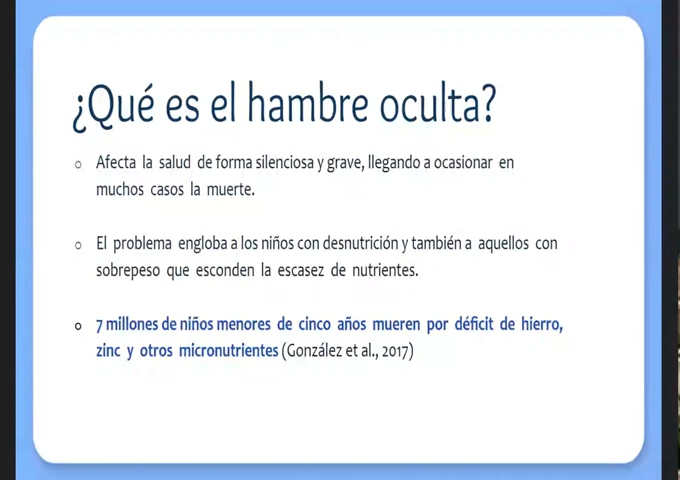 ¿Qué es el hambre oculta?
Afecta la salud de forma silenciosa y grave, llegando a ocasionar en
muchos casos la muerte.
El problema engloba a los niños con desnutrición y también a aquellos con
sobrepeso que esconden la escasez de nutrientes.
7 millones de niños menores de cinco años mueren por déficit de hierro,
zinc y otros micronutrientes (González et al., 2017)